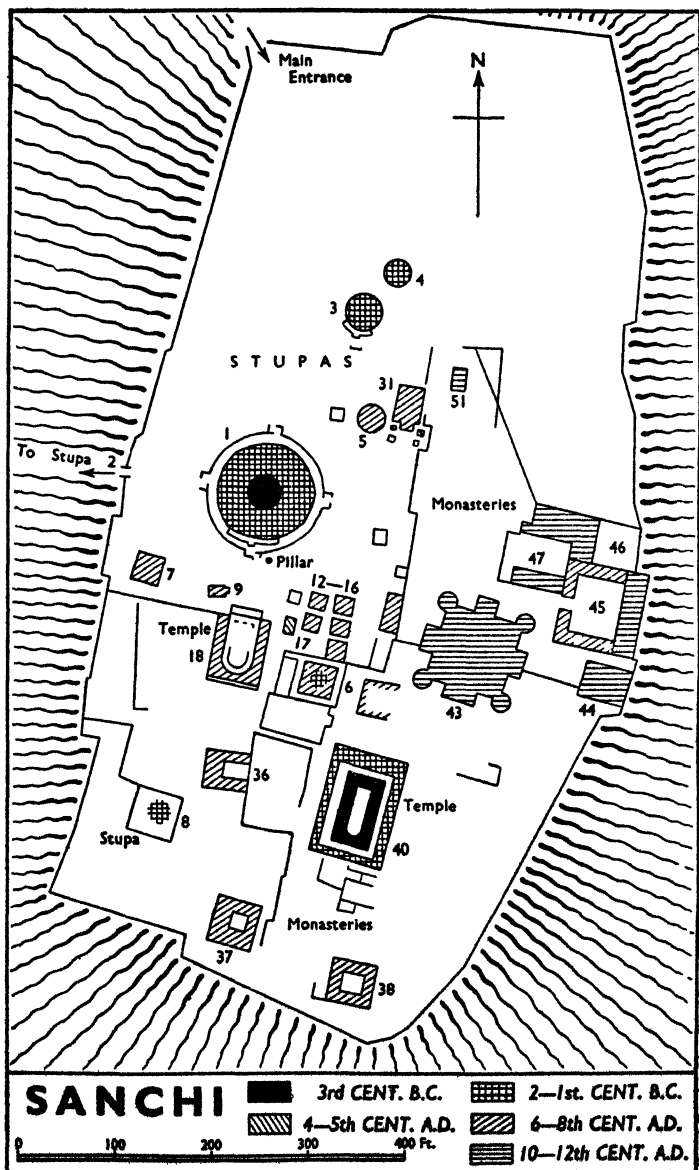 Main
Entrance
N
4
3
STUPAS
31
51
5
1
To Stupa 2
Monasteries
Pillar
47
46
7
9
12—16
45
Temple
18
17
6
43
44
36
Temple
8
Stupa
40
Monasteries
37
38
SANCHI
3rd CENT. B.C.
2—1st. CENT. B.C.
4—5th CENT. A.D.
6—8th CENT. A.D.
10—12th CENT. A.D.
0 100 200 300 400 Ft.